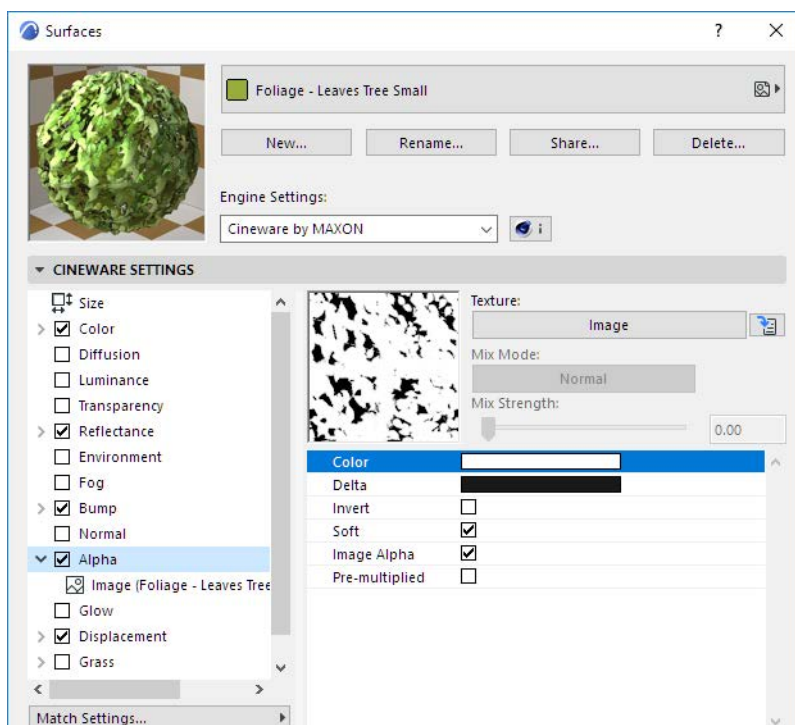 Surfaces
?
Foliage - Leaves Tree Small
New...
Rename...
Share...
Delete...
Engine Settings:
Cineware by MAXON
i
CINEWARE SETTINGS
Size
Color
Diffusion
Luminance
Transparency
Reflectance
Environment
Fog
Bump
Normal
Alpha
Image (Foliage - Leaves Tree
Glow
Displacement
Grass
Match Settings...
Texture:
Image
Mix Mode:
Normal
Mix Strength:
0.00
Color
Delta
Invert
Soft
Image Alpha
Pre-multiplied